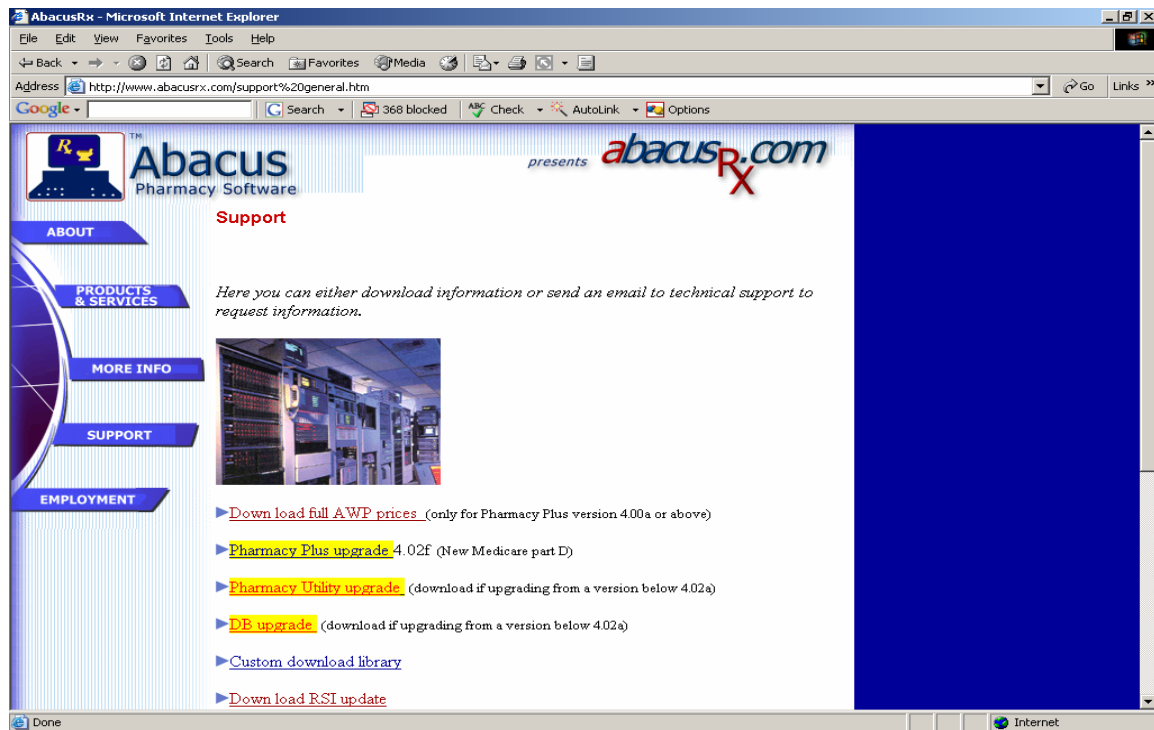 AbacusRx - Microsoft Internet Explorer
File Edit View Favorites Tools Help
Back Search Favorites Media
Address http://www.abacusrx.com/support%20general.htm Go Links »
Google Search 368 blocked ABC Check AutoLink Options
Rx TM
Abacus
Pharmacy Software
presents abacusRx.com
Support
ABOUT
PRODUCTS
& SERVICES
MORE INFO
SUPPORT
EMPLOYMENT
Here you can either download information or send an email to technical support to
request information.
Down load full AWP prices (only for Pharmacy Plus version 4.00a or above)
Pharmacy Plus upgrade 4.02f (New Medicare part D)
Pharmacy Utility upgrade (download if upgrading from a version below 4.02a)
DB upgrade (download if upgrading from a version below 4.02a)
Custom download library
Down load RSI update
Done Internet